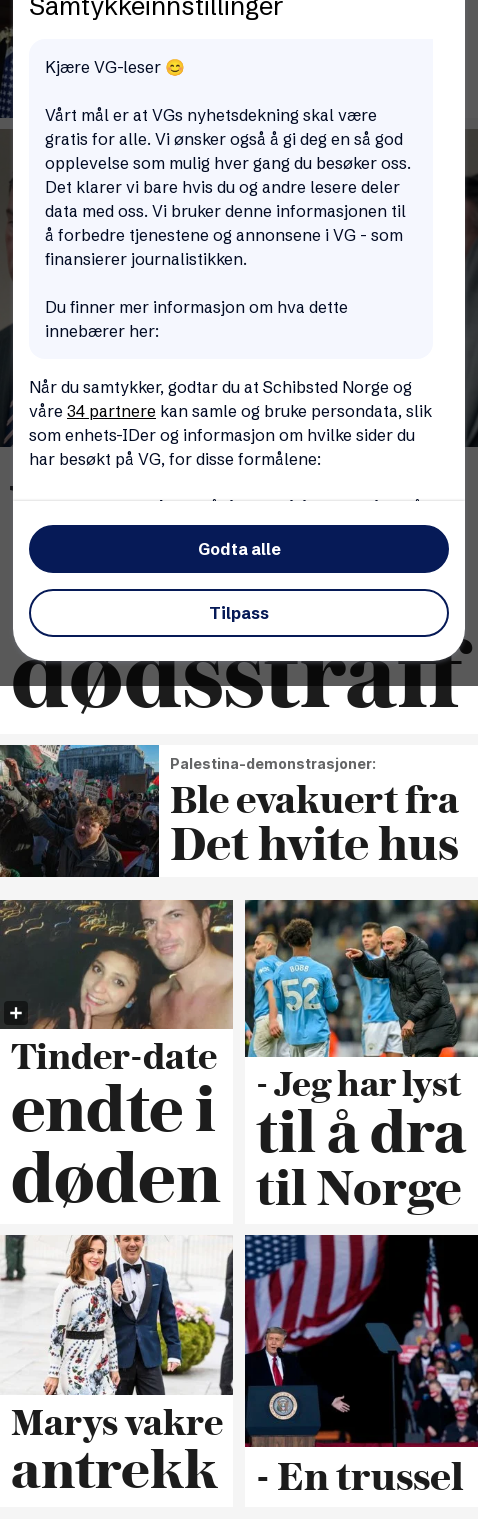 Samtykkeinnstillinger
Kjære VG-leser 😊
Vårt mål er at VGs nyhetsdekning skal være
gratis for alle. Vi ønsker også å gi deg en så god
opplevelse som mulig hver gang du besøker oss.
Det klarer vi bare hvis du og andre lesere deler
data med oss. Vi bruker denne informasjonen til
å forbedre tjenestene og annonsene i VG - som
finansierer journalistikken.
Du finner mer informasjon om hva dette
innebærer her:
Når du samtykker, godtar du at Schibsted Norge og
våre 34 partnere kan samle og bruke persondata, slik
som enhets-IDer og informasjon om hvilke sider du
har besøkt på VG, for disse formålene:
Godta alle
Tilpass
dødsstraff
Palestina-demonstrasjoner:
Ble evakuert fra
Det hvite hus
BOBB
52
Tinder-date
endte i
døden
- Jeg har lyst
til å dra
til Norge
Marys vakre
antrekk
- En trussel